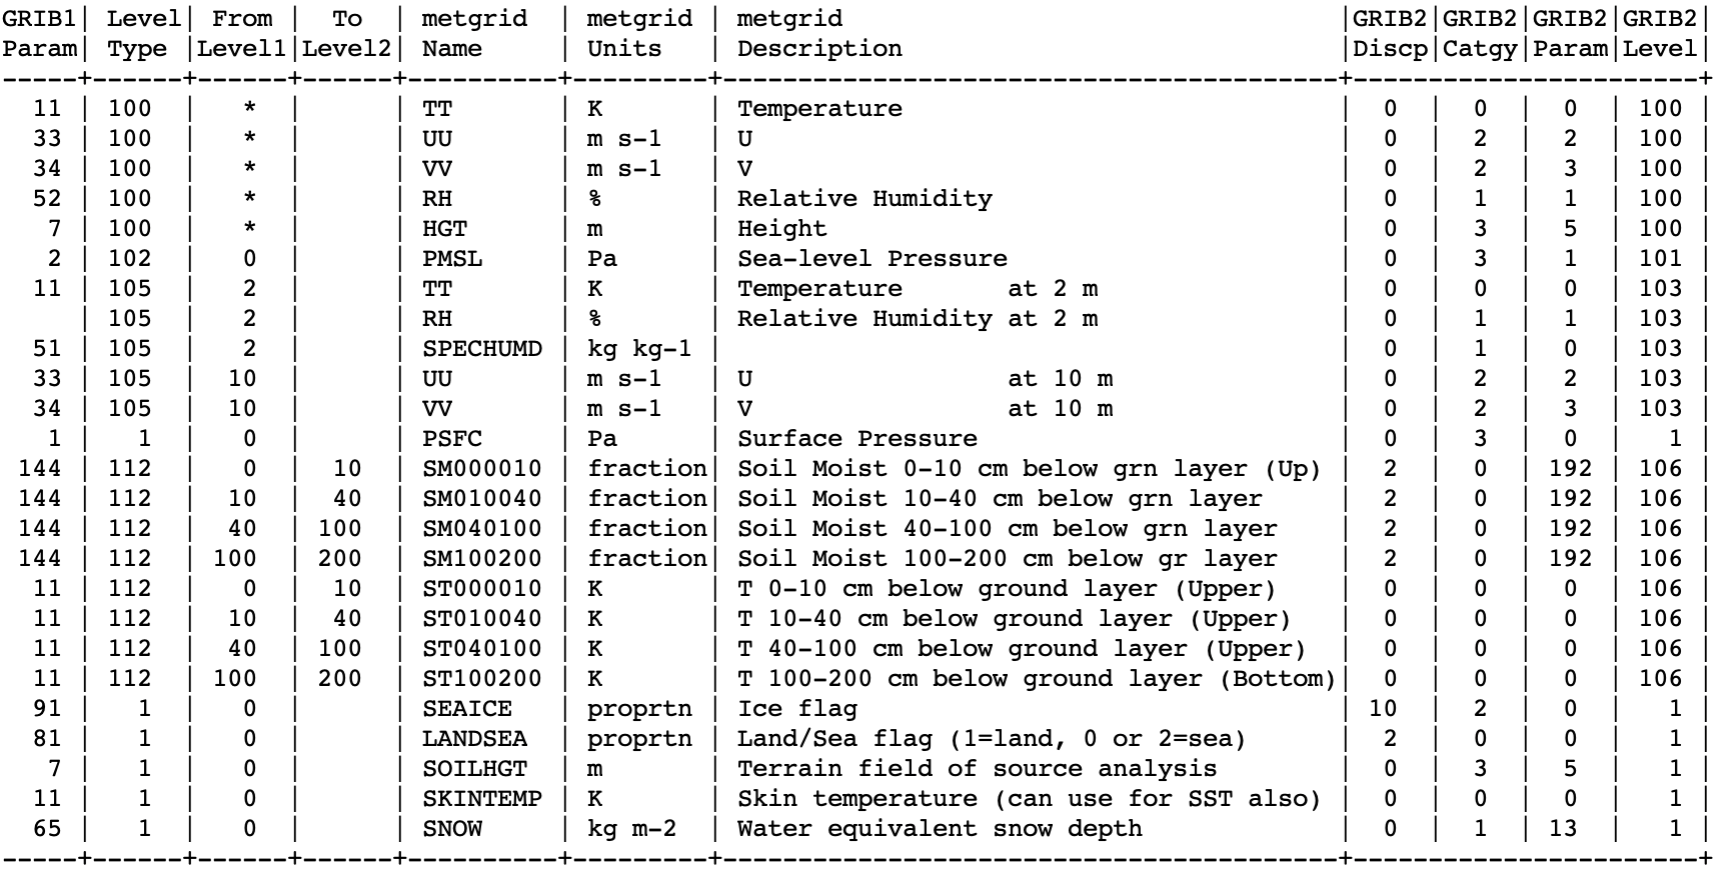 GRIB1| Level| From |  To  | metgrid  | metgrid | metgrid                                 |GRIB2|GRIB2|GRIB2|GRIB2|
Param| Type |Level1|Level2| Name     | Units   | Description                             |Discp|Catgy|Param|Level|
-----+------+------+------+----------+---------+-----------------------------------------+-----------------------+
  11 | 100  |   *  |      | TT       | K       | Temperature                             |  0  |  0  |  0  | 100 |
  33 | 100  |   *  |      | UU       | m s-1   | U                                       |  0  |  2  |  2  | 100 |
  34 | 100  |   *  |      | VV       | m s-1   | V                                       |  0  |  2  |  3  | 100 |
  52 | 100  |   *  |      | RH       | %       | Relative Humidity                       |  0  |  1  |  1  | 100 |
   7 | 100  |   *  |      | HGT      | m       | Height                                  |  0  |  3  |  5  | 100 |
   2 | 102  |   0  |      | PMSL     | Pa      | Sea-level Pressure                      |  0  |  3  |  1  | 101 |
  11 | 105  |   2  |      | TT       | K       | Temperature       at 2 m                |  0  |  0  |  0  | 103 |
     | 105  |   2  |      | RH       | %       | Relative Humidity at 2 m                |  0  |  1  |  1  | 103 |
  51 | 105  |   2  |      | SPECHUMD | kg kg-1 |                                         |  0  |  1  |  0  | 103 |
  33 | 105  |  10  |      | UU       | m s-1   | U                 at 10 m               |  0  |  2  |  2  | 103 |
  34 | 105  |  10  |      | VV       | m s-1   | V                 at 10 m               |  0  |  2  |  3  | 103 |
   1 |   1  |   0  |      | PSFC     | Pa      | Surface Pressure                        |  0  |  3  |  0  |   1 |
 144 | 112  |   0  |  10  | SM000010 | fraction| Soil Moist 0-10 cm below grn layer (Up) |  2  |  0  | 192 | 106 |
 144 | 112  |  10  |  40  | SM010040 | fraction| Soil Moist 10-40 cm below grn layer     |  2  |  0  | 192 | 106 |
 144 | 112  |  40  | 100  | SM040100 | fraction| Soil Moist 40-100 cm below grn layer    |  2  |  0  | 192 | 106 |
 144 | 112  | 100  | 200  | SM100200 | fraction| Soil Moist 100-200 cm below gr layer    |  2  |  0  | 192 | 106 |
  11 | 112  |   0  |  10  | ST000010 | K       | T 0-10 cm below ground layer (Upper)    |  0  |  0  |  0  | 106 |
  11 | 112  |  10  |  40  | ST010040 | K       | T 10-40 cm below ground layer (Upper)   |  0  |  0  |  0  | 106 |
  11 | 112  |  40  | 100  | ST040100 | K       | T 40-100 cm below ground layer (Upper)  |  0  |  0  |  0  | 106 |
  11 | 112  | 100  | 200  | ST100200 | K       | T 100-200 cm below ground layer (Bottom)|  0  |  0  |  0  | 106 |
  91 |   1  |   0  |      | SEAICE   | proprtn | Ice flag                                | 10  |  2  |  0  |   1 |
  81 |   1  |   0  |      | LANDSEA  | proprtn | Land/Sea flag (1=land, 0 or 2=sea)      |  2  |  0  |  0  |   1 |
   7 |   1  |   0  |      | SOILHGT  | m       | Terrain field of source analysis        |  0  |  3  |  5  |   1 |
  11 |   1  |   0  |      | SKINTEMP | K       | Skin temperature (can use for SST also) |  0  |  0  |  0  |   1 |
  65 |   1  |   0  |      | SNOW     | kg m-2  | Water equivalent snow depth             |  0  |  1  | 13  |   1 |
-----+------+------+------+----------+---------+-----------------------------------------+-----------------------+